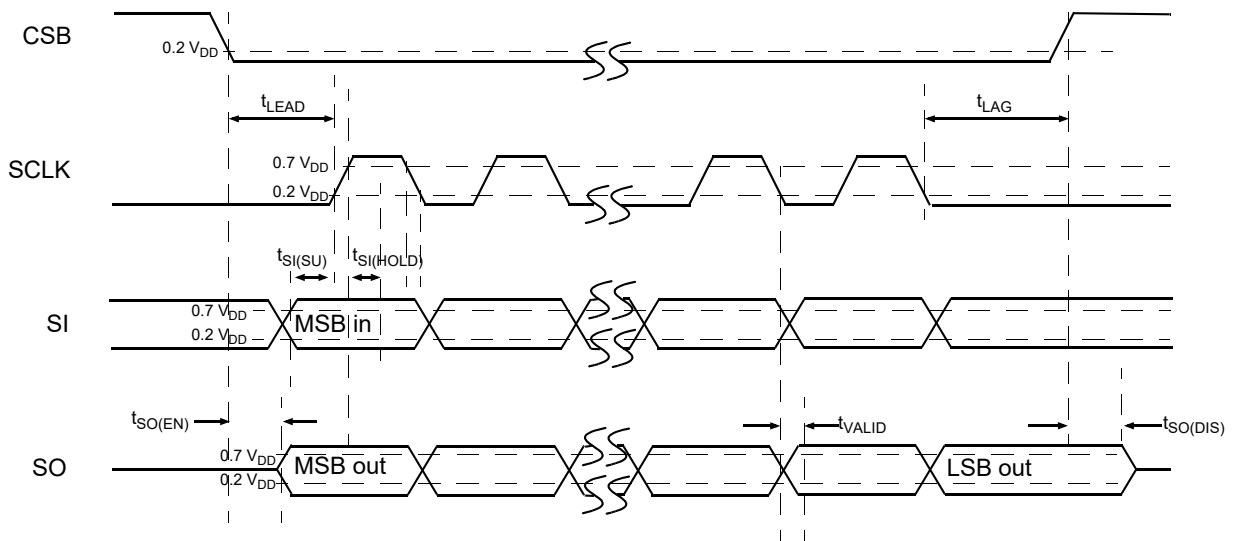 CSB
0.2 VDD
tLEAD
tLAG
SCLK
0.7 VDD
0.2 VDD
tSI(SU)
tSI(HOLD)
SI
0.7 VDD
0.2 VDD
MSB in
tSO(EN)
tVALID
tSO(DIS)
SO
0.7 VDD
0.2 VDD
MSB out
LSB out